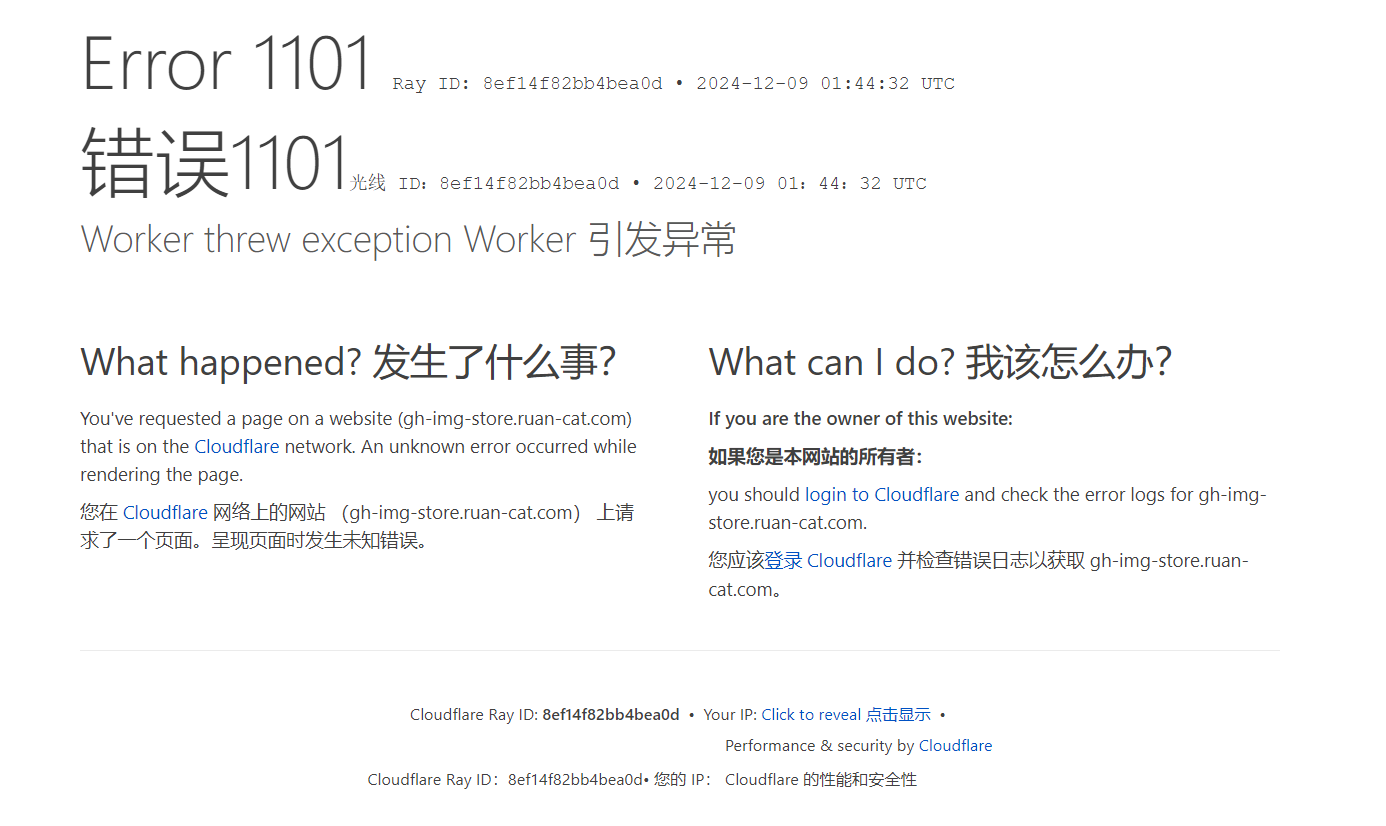 Error 1101 Ray ID: 8ef14f82bb4bea0d • 2024-12-09 01:44:32 UTC
错误1101光线 ID：8ef14f82bb4bea0d • 2024-12-09 01：44：32 UTC
Worker threw exception Worker 引发异常
What happened? 发生了什么事？
You've requested a page on a website (gh-img-store.ruan-cat.com)
that is on the Cloudflare network. An unknown error occurred while
rendering the page.
您在 Cloudflare 网络上的网站 （gh-img-store.ruan-cat.com） 上请
求了一个页面。呈现页面时发生未知错误。
What can I do? 我该怎么办？
If you are the owner of this website:
如果您是本网站的所有者：
you should login to Cloudflare and check the error logs for gh-img-
store.ruan-cat.com.
您应该登录 Cloudflare 并检查错误日志以获取 gh-img-store.ruan-
cat.com。
Cloudflare Ray ID: 8ef14f82bb4bea0d • Your IP: Click to reveal 点击显示 •
Performance & security by Cloudflare
Cloudflare Ray ID：8ef14f82bb4bea0d• 您的 IP： Cloudflare 的性能和安全性